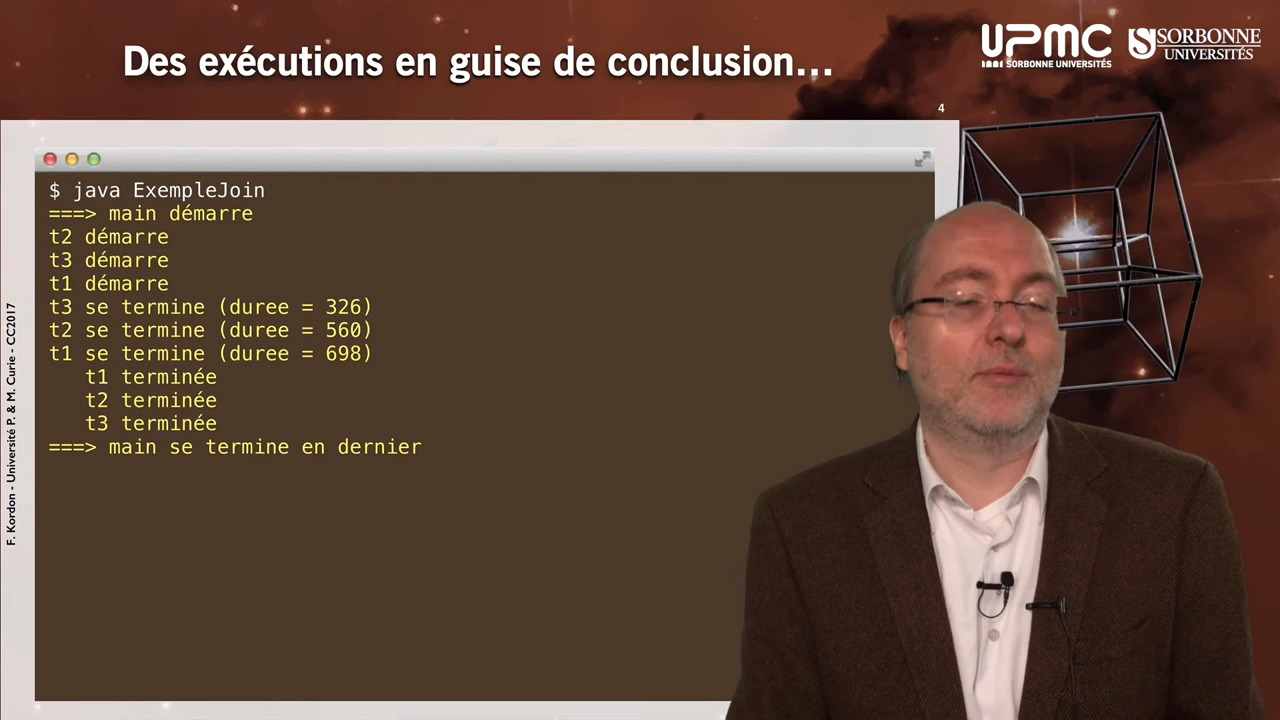 Des exécutions en guise de conclusion...
UPMC
SORBONNE UNIVERSITÉS
SORBONNE
UNIVERSITÉS
4
$ java ExempleJoin
===> main démarre
t2 démarre
t3 démarre
t1 démarre
t3 se termine (duree = 326)
t2 se termine (duree = 560)
t1 se termine (duree = 698)
t1 terminée
t2 terminée
t3 terminée
===> main se termine en dernier
F. Kordon - Université P. & M. Curie - CC2017